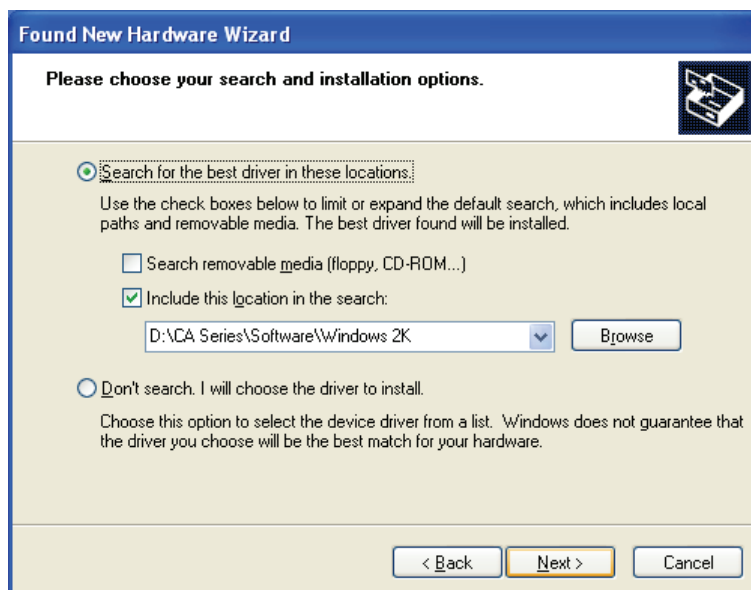 Found New Hardware Wizard
Please choose your search and installation options.
Search for the best driver in these locations.
Use the check boxes below to limit or expand the default search, which includes local
paths and removable media. The best driver found will be installed.
Search removable media (floppy, CD-ROM...)
Include this location in the search:
D:\CA Series\Software\Windows 2K
Browse
Don't search. I will choose the driver to install.
Choose this option to select the device driver from a list. Windows does not guarantee that
the driver you choose will be the best match for your hardware.
< Back
Next >
Cancel